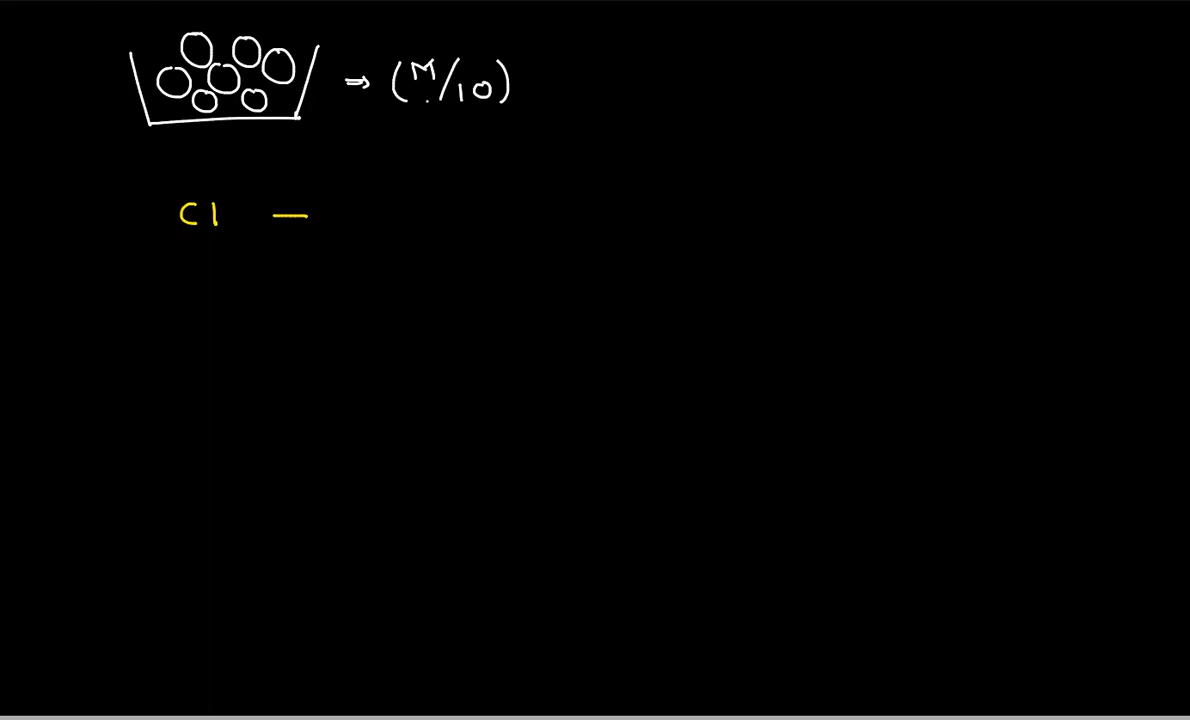 ⇒ (M/10)
C1 —